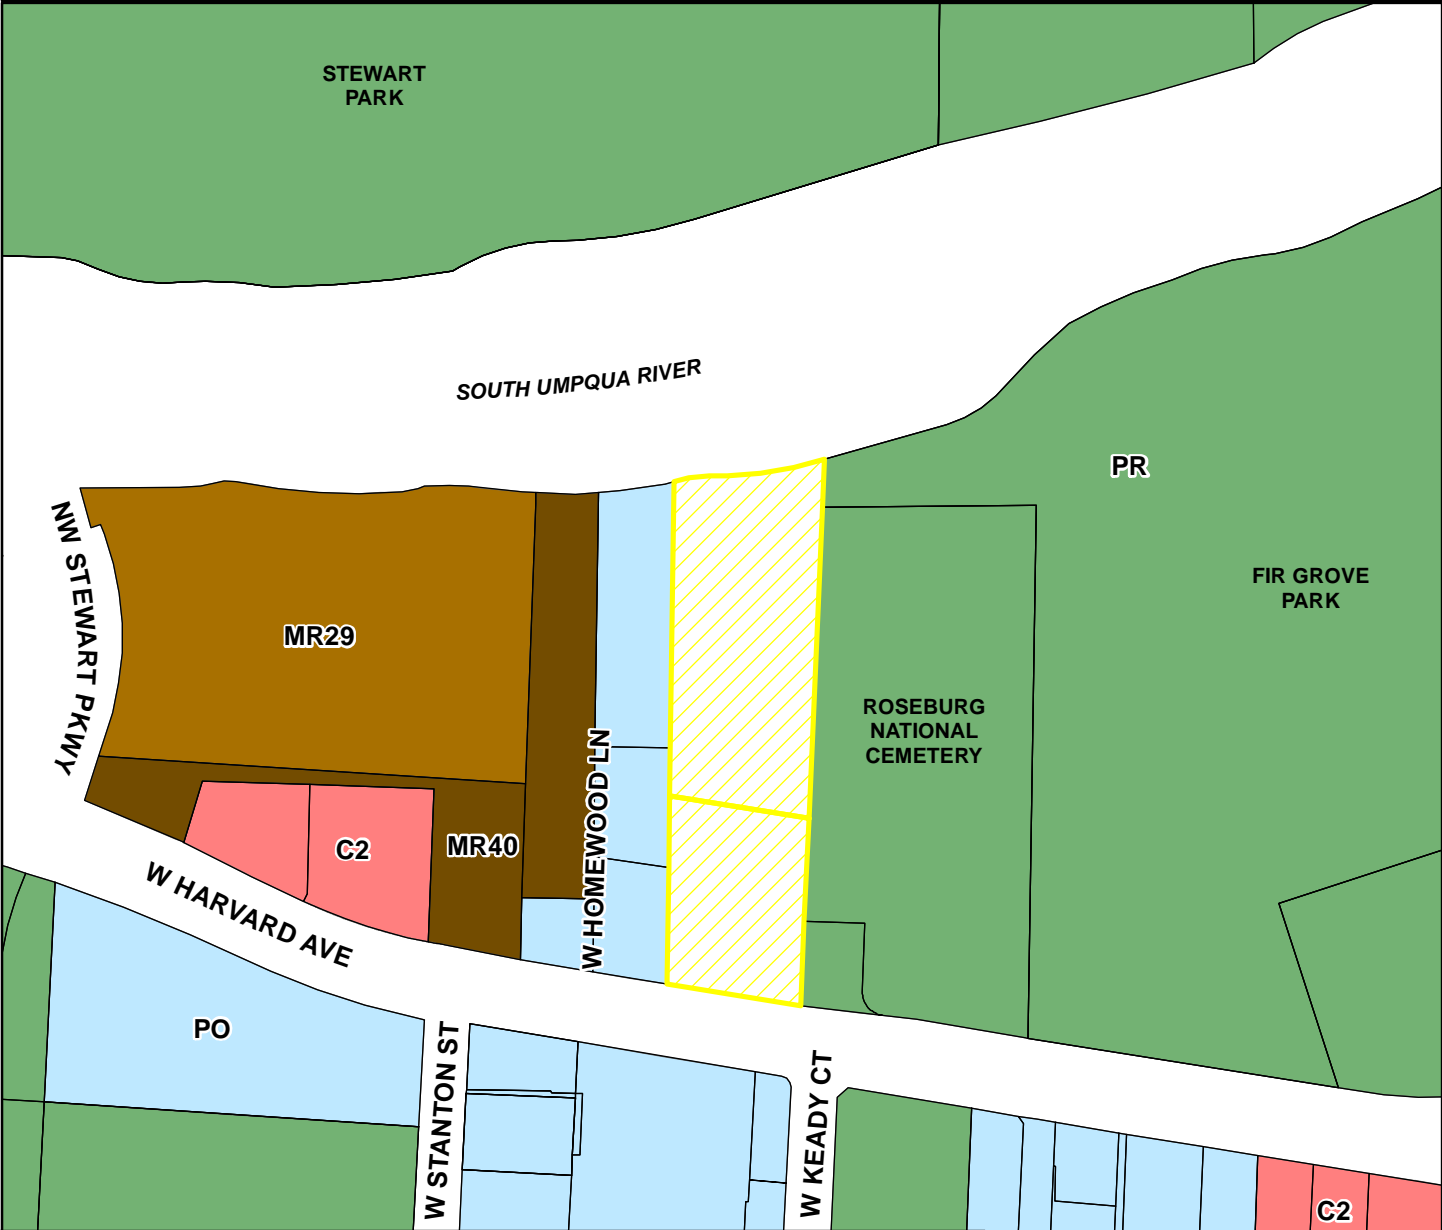 STEWART
PARK
SOUTH UMPQUA RIVER
PR
NW STEWART PKWY
FIR GROVE
PARK
MR29
ROSEBURG
NATIONAL
CEMETERY
W HOMEWOOD LN
C2
MR40
W HARVARD AVE
PO
W STANTON ST
W KEADY CT
C2